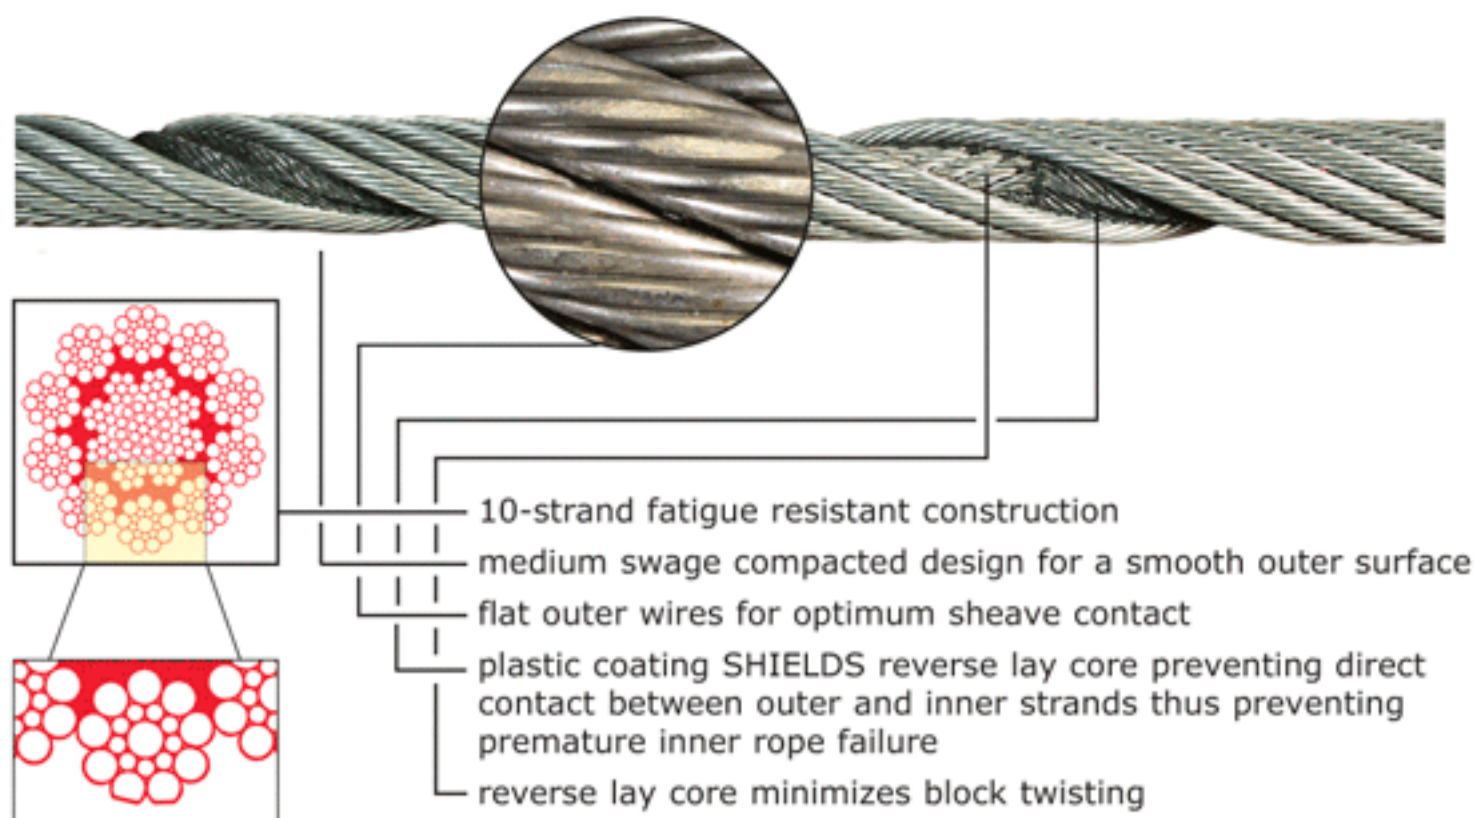 10-strand fatigue resistant construction
medium swage compacted design for a smooth outer surface
flat outer wires for optimum sheave contact
plastic coating SHIELDS reverse lay core preventing direct
contact between outer and inner strands thus preventing
premature inner rope failure
reverse lay core minimizes block twisting